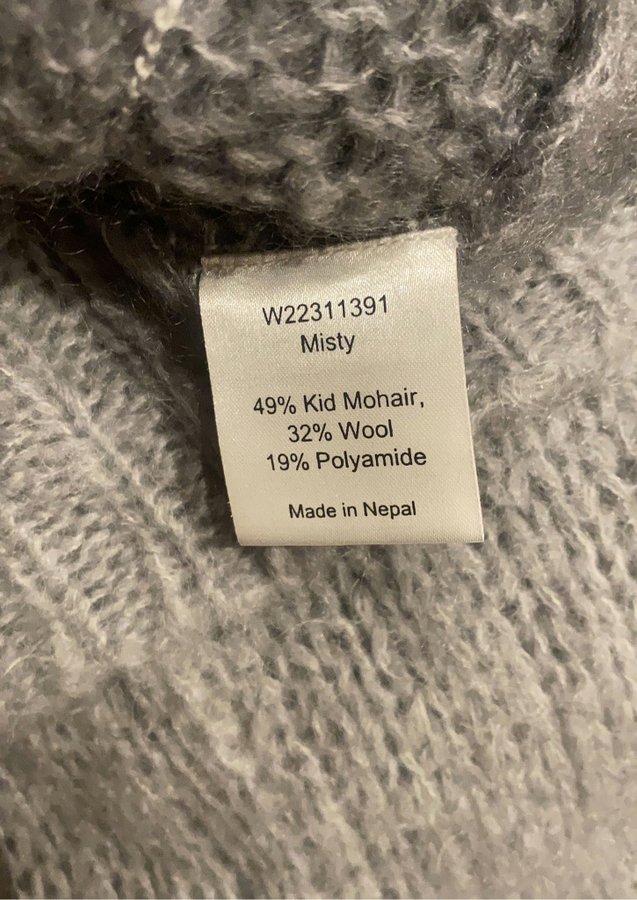 W22311391
Misty
49% Kid Mohair,
32% Wool
19% Polyamide
Made in Nepal